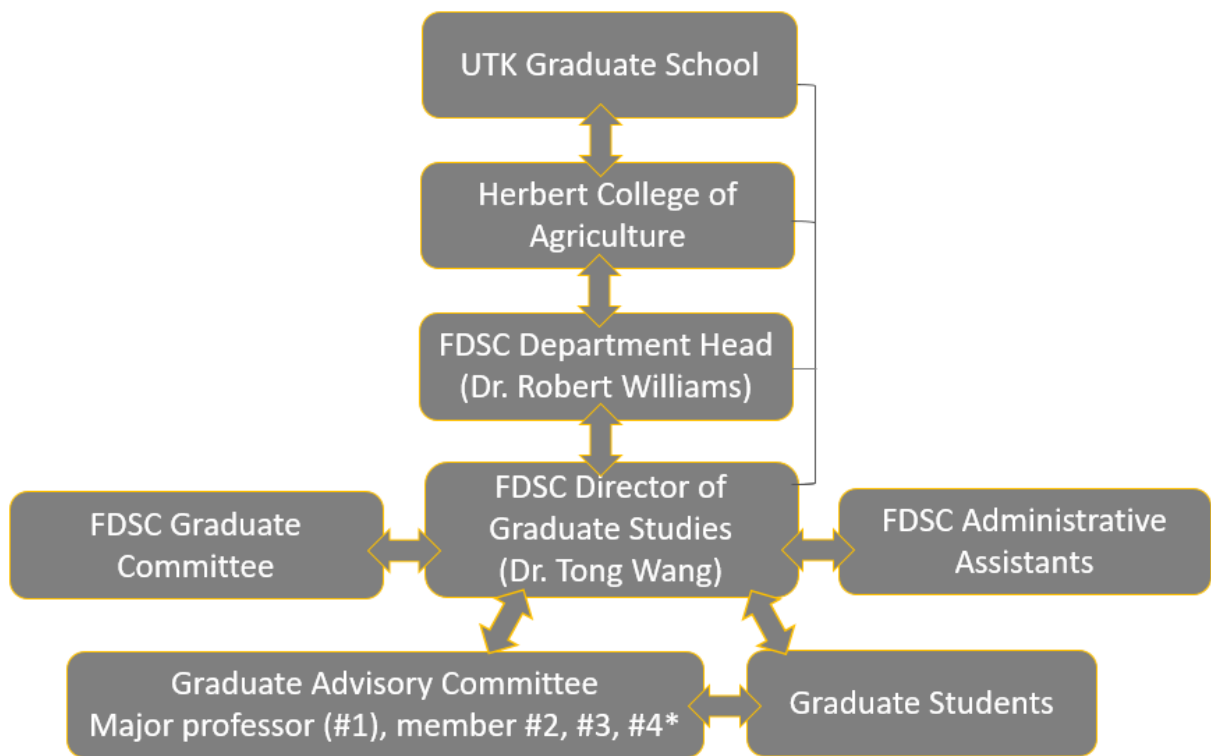 UTK Graduate School
Herbert College of
Agriculture
FDSC Department Head
(Dr. Robert Williams)
FDSC Graduate
Committee
FDSC Director of
Graduate Studies
(Dr. Tong Wang)
FDSC Administrative
Assistants
Graduate Advisory Committee
Major professor (#1), member #2, #3, #4*
Graduate Students